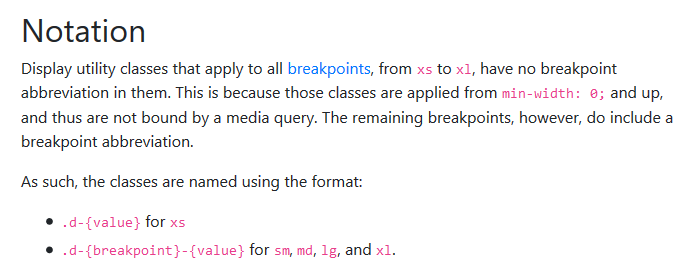 Notation
Display utility classes that apply to all breakpoints, from xs to xl, have no breakpoint
abbreviation in them. This is because those classes are applied from min-width: 0; and up,
and thus are not bound by a media query. The remaining breakpoints, however, do include a
breakpoint abbreviation.
As such, the classes are named using the format:
• .d-{value} for xs
• .d-{breakpoint}-{value} for sm, md, lg, and xl.